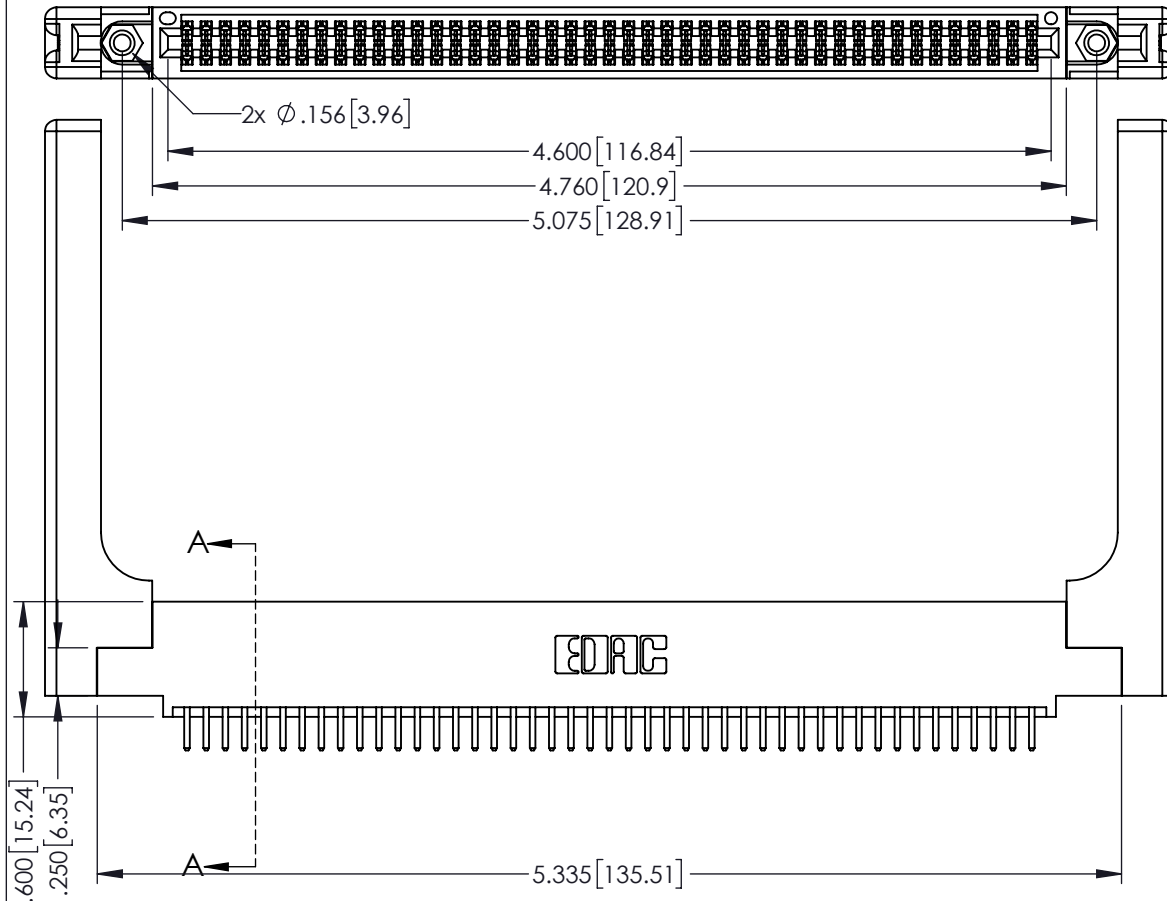 2x ∅ .156[3.96]
4.600[116.84]
4.760[120.9]
5.075[128.91]
A
EDAC
.600[15.24]
.250[6.35]
A
5.335[135.51]